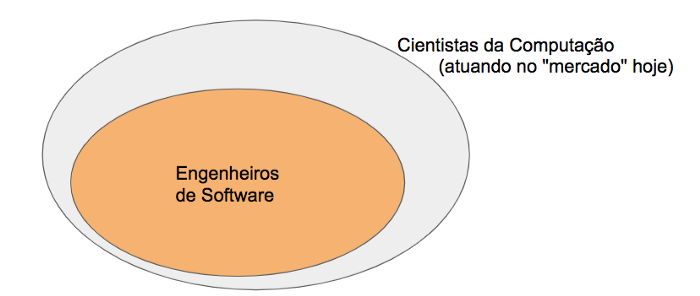 Cientistas da Computação
(atuando no "mercado" hoje)
Engenheiros
de Software